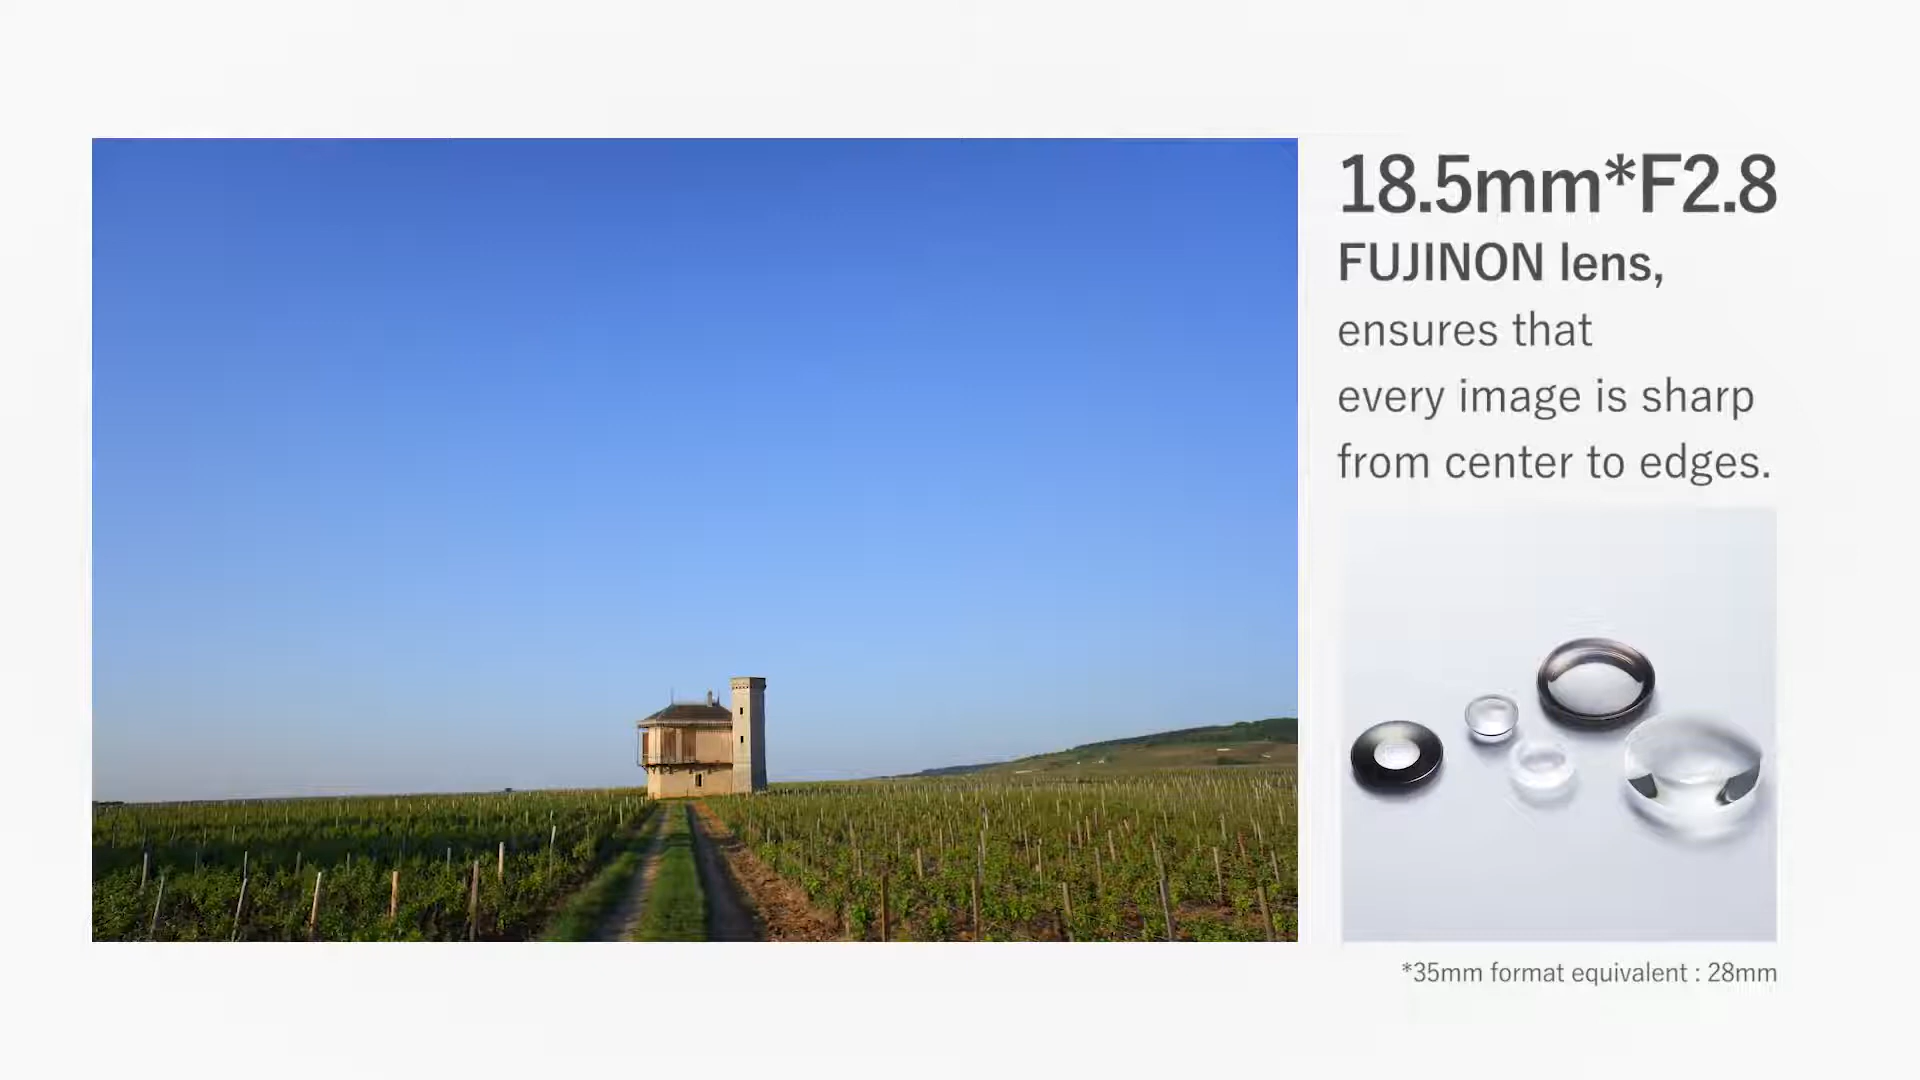 18.5mm*F2.8
FUJINON lens,
ensures that
every image is sharp
from center to edges.
*35mm format equivalent : 28mm